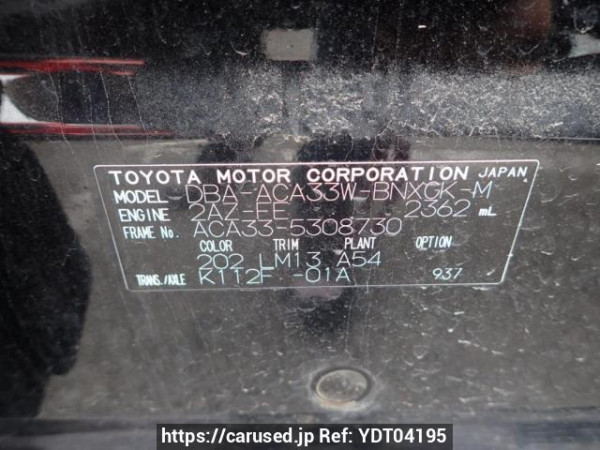 TOYOTA MOTOR CORPORATION JAPAN
MODEL DBA-ACA33W-BNXGK-M
ENGINE 2AZ-FE 2362 mL
FRAME No. ACA33-5308730
COLOR TRIM PLANT OPTION
202 LM13 A54
TRANS./AXLE K112F -01A 937
https://carused.jp Ref: YDT04195